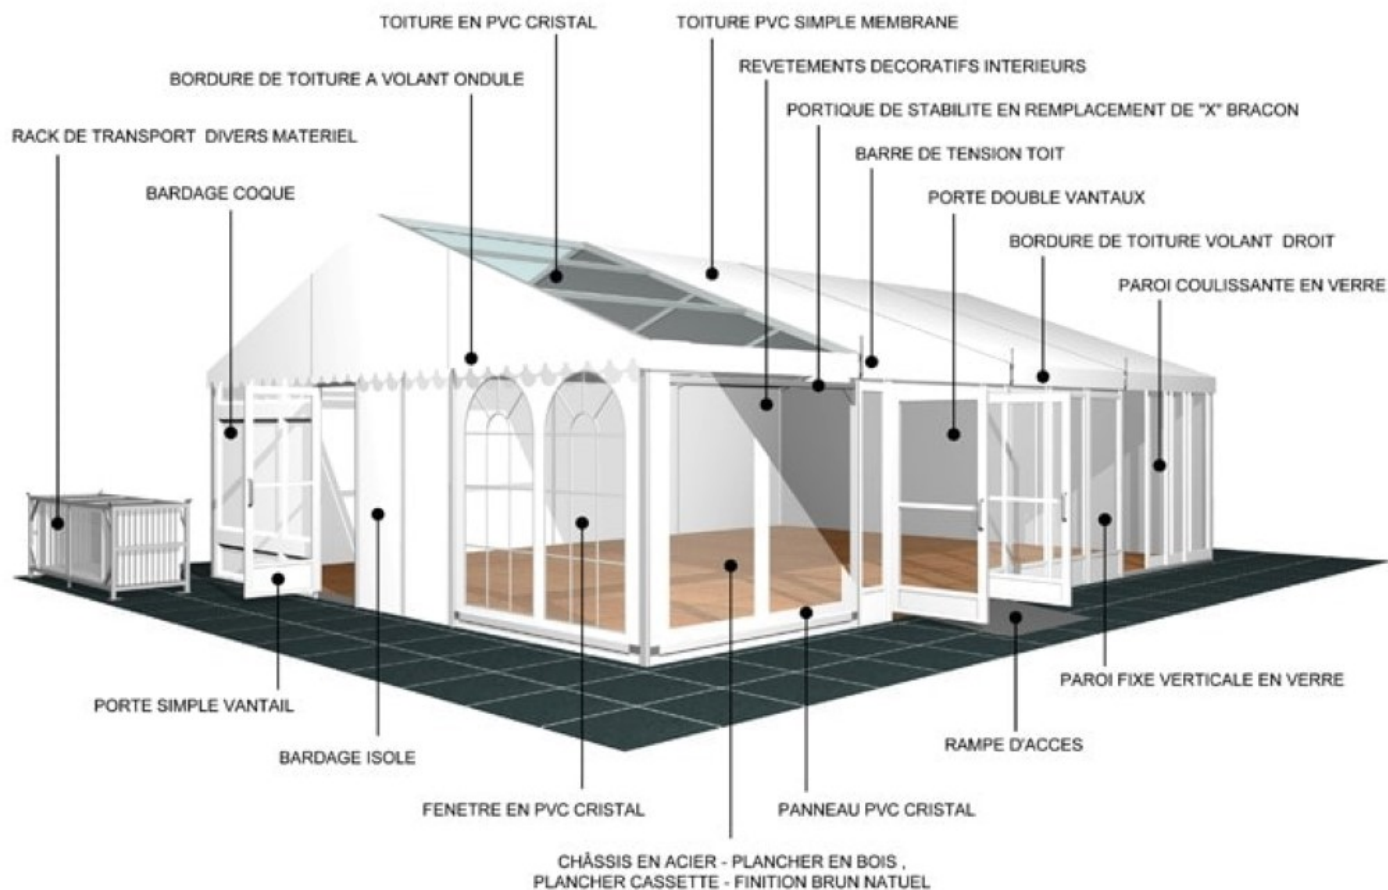 TOITURE EN PVC CRISTAL
TOITURE PVC SIMPLE MEMBRANE
BORDURE DE TOITURE A VOLANT ONDULE
REVETEMENTS DECORATIFS INTERIEURS
RACK DE TRANSPORT DIVERS MATERIEL
PORTIQUE DE STABILITE EN REMPLACEMENT DE "X" BRACON
BARDAGE COQUE
BARRE DE TENSION TOIT
PORTE DOUBLE VANTAUX
BORDURE DE TOITURE VOLANT DROIT
PAROI COULISSANTE EN VERRE
PORTE SIMPLE VANTAIL
BARDAGE ISOLE
FENETRE EN PVC CRISTAL
CHÂSSIS EN ACIER - PLANCHER EN BOIS ,
PLANCHER CASSETTE - FINITION BRUN NATUEL
PANNEAU PVC CRISTAL
RAMPE D'ACCES
PAROI FIXE VERTICALE EN VERRE